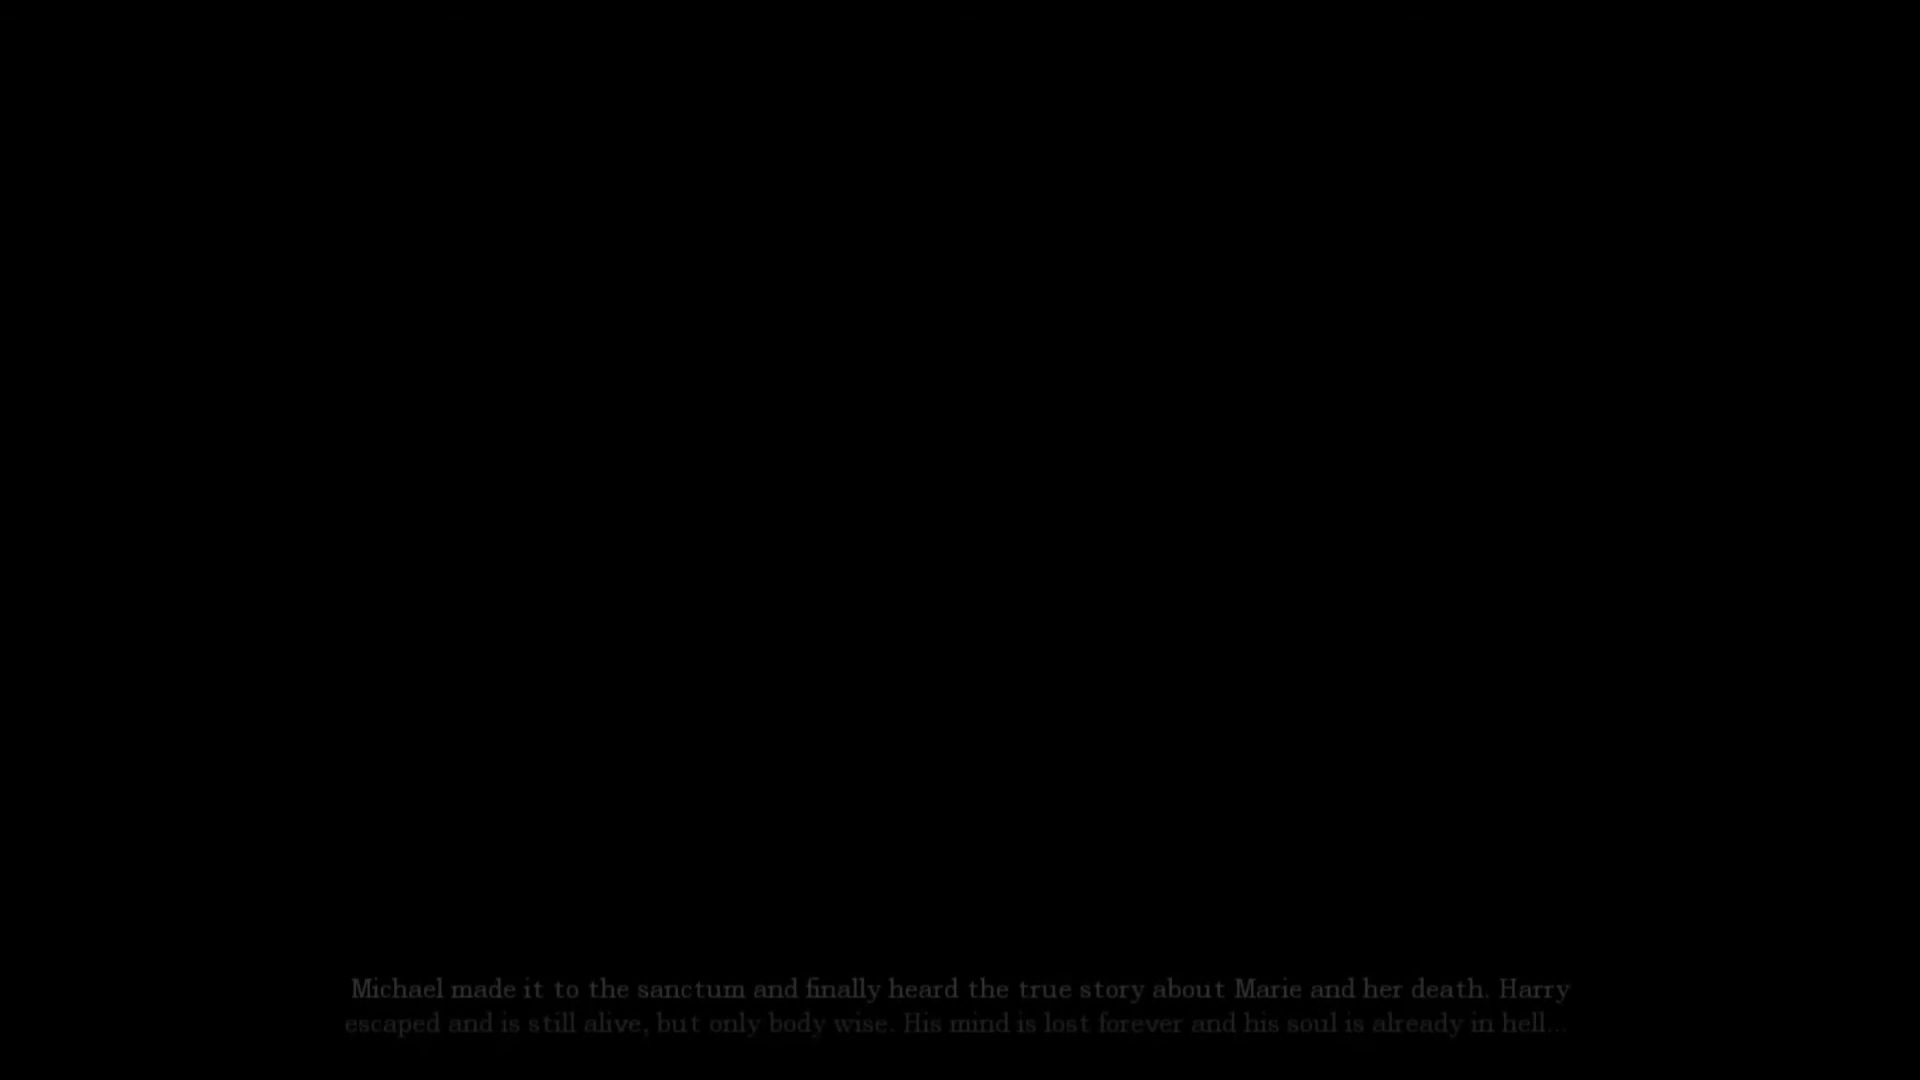 Michael made it to the sanctum and finally heard the true story about Marie and her death. Harry
escaped and is still alive, but only body wise. His mind is lost forever and his soul is already in hell...